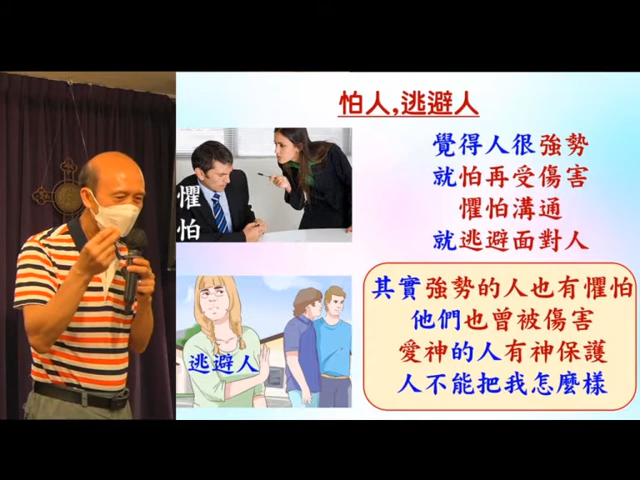 怕人,逃避人
覺得人很強勢
就怕再受傷害
懼怕溝通
就逃避面對人
懼怕
逃避人
其實強勢的人也有懼怕
他們也曾被傷害
愛神的人有神保護
人不能把我怎麼樣